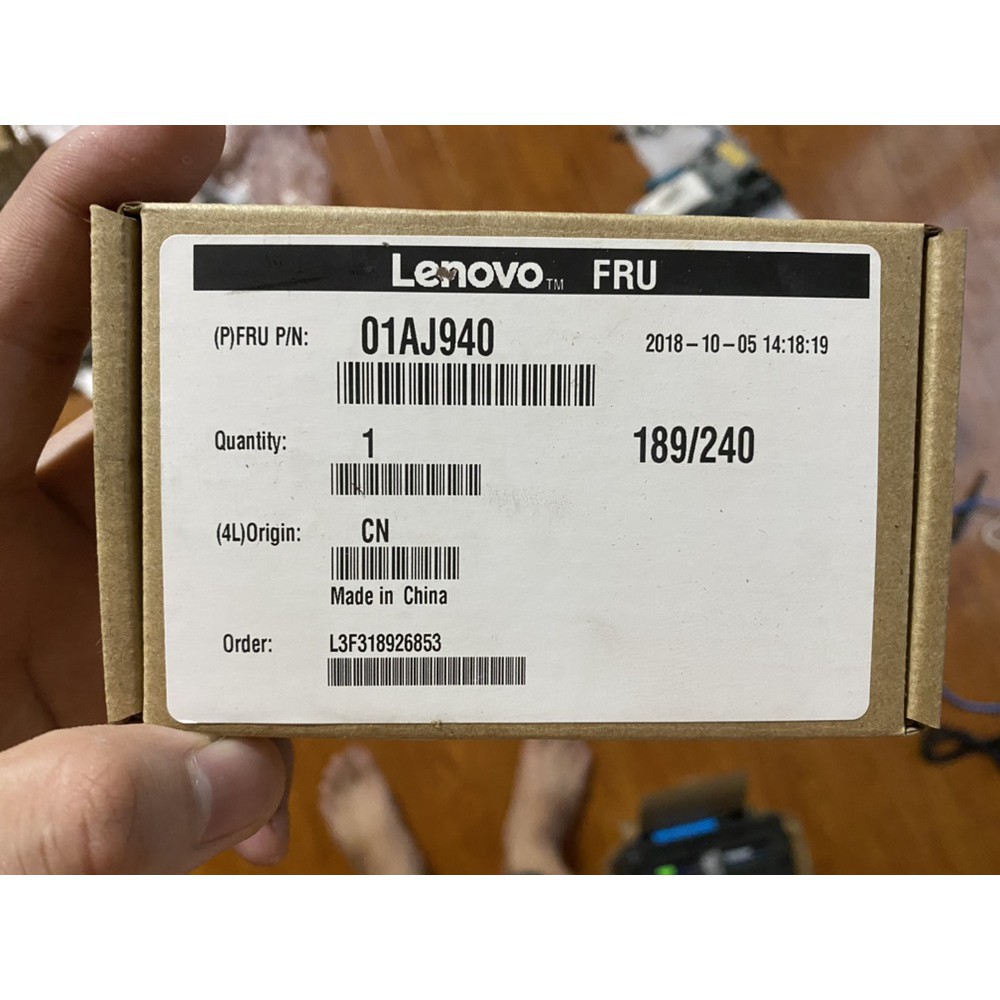 Lenovo™ FRU
(P)FRU P/N: 01AJ940 2018-10-05 14:18:19
Quantity: 1 189/240
(4L)Origin: CN
Made in China
Order: L3F318926853